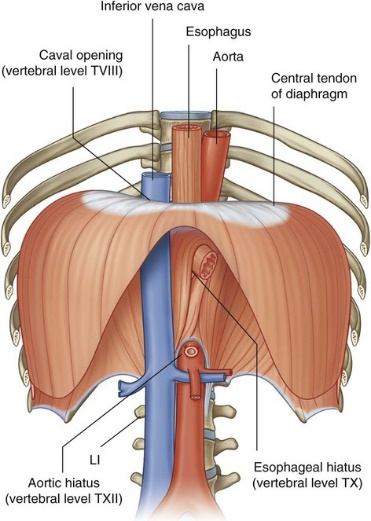 Inferior vena cava
Esophagus
Caval opening
(vertebral level TVIII)
Aorta
Central tendon
of diaphragm
LI
Aortic hiatus
(vertebral level TXII)
Esophageal hiatus
(vertebral level TX)